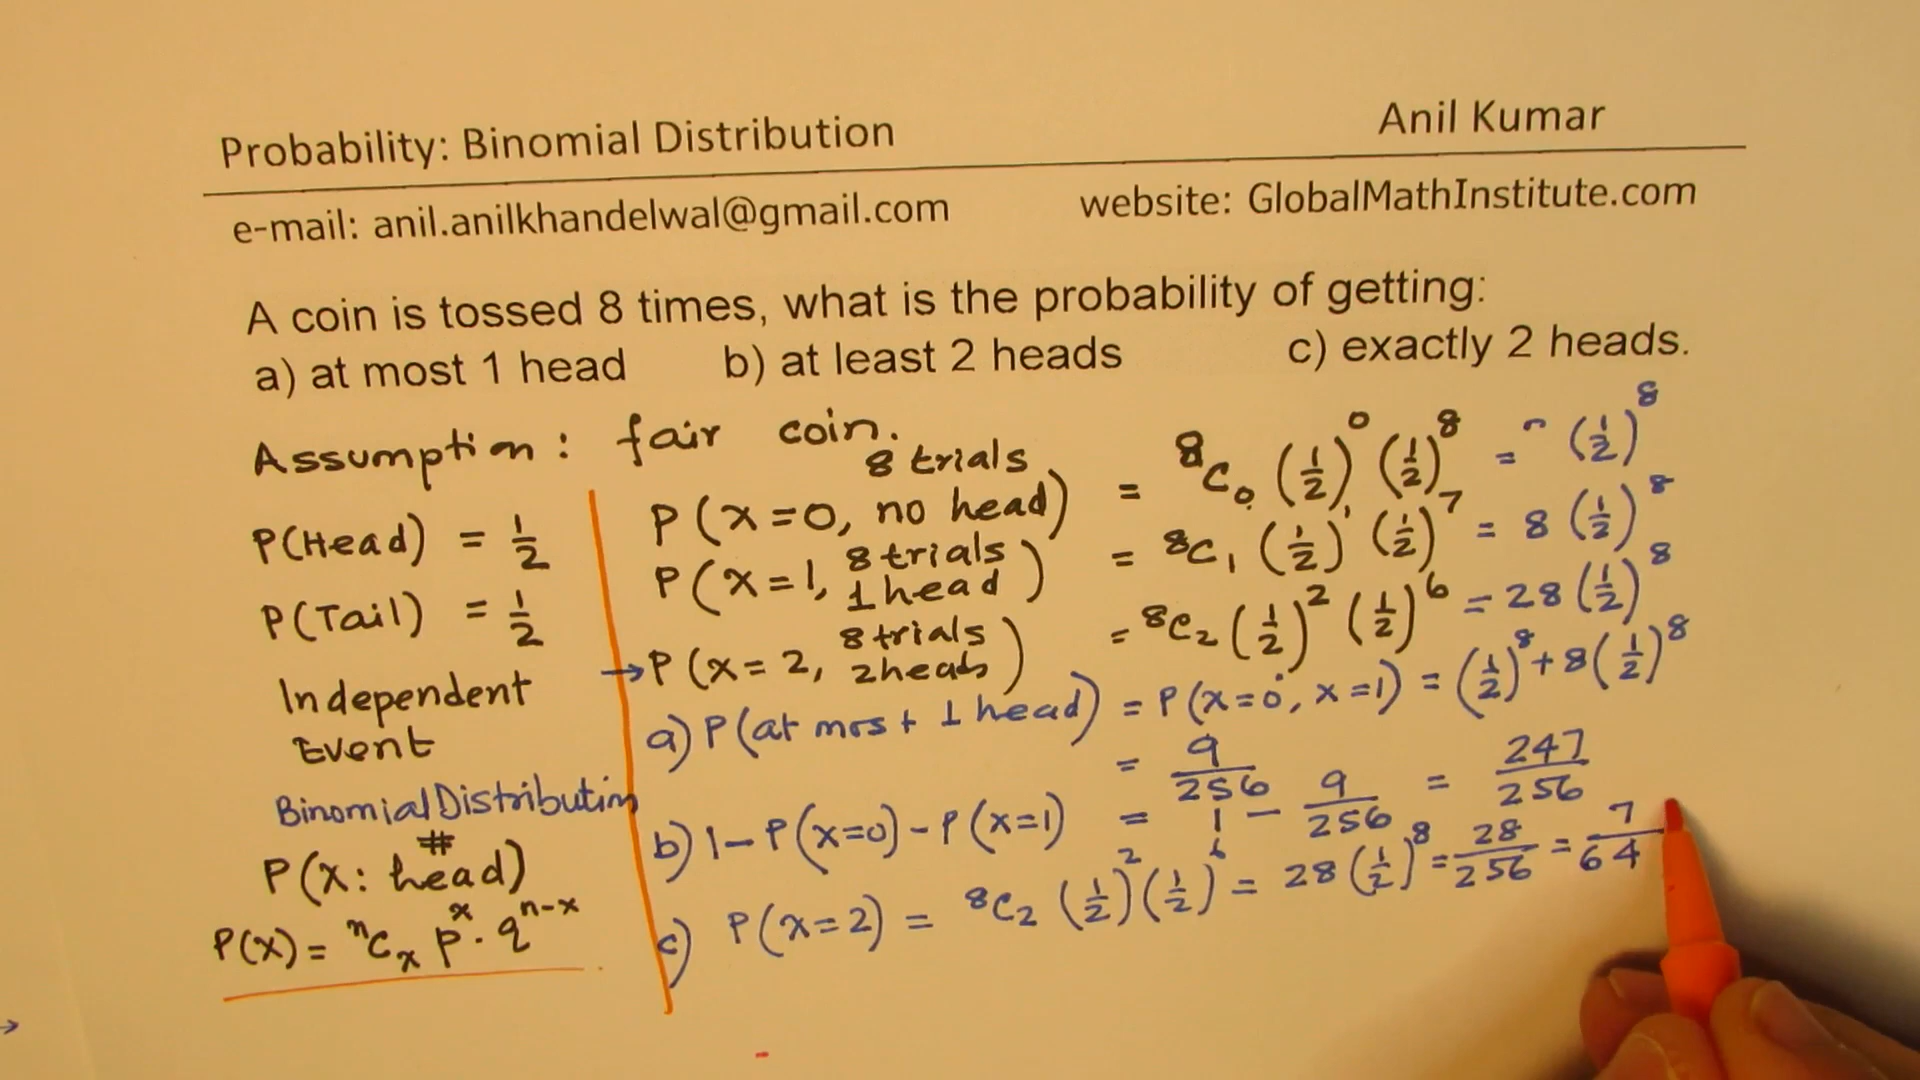 Probability: Binomial Distribution Anil Kumar
e-mail: anil.anilkhandelwal@gmail.com website: GlobalMathInstitute.com
A coin is tossed 8 times, what is the probability of getting:
a) at most 1 head b) at least 2 heads c) exactly 2 heads.
Assumption: fair coin.
P(Head) = 1/2
P(Tail) = 1/2
Independent
Event
Binomial Distribution
P(X: # head)
P(X) = ⁿCₓ pˣ · qⁿ⁻ˣ
P(x=0, 8 trials no head) = ⁸C₀ (1/2)⁰ (1/2)⁸ = (1/2)⁸
P(x=1, 8 trials 1 head) = ⁸C₁ (1/2)¹ (1/2)⁷ = 8 (1/2)⁸
→ P(x=2, 8 trials 2 heads) = ⁸C₂ (1/2)² (1/2)⁶ = 28 (1/2)⁸
a) P(at most 1 head) = P(x=0, x=1) = (1/2)⁸ + 8(1/2)⁸
= 9/256
b) 1 − P(x=0) − P(x=1) = 1 − 9/256 = 247/256
c) P(x=2) = ⁸C₂ (1/2)² (1/2)⁶ = 28 (1/2)⁸ = 28/256 = 7/64